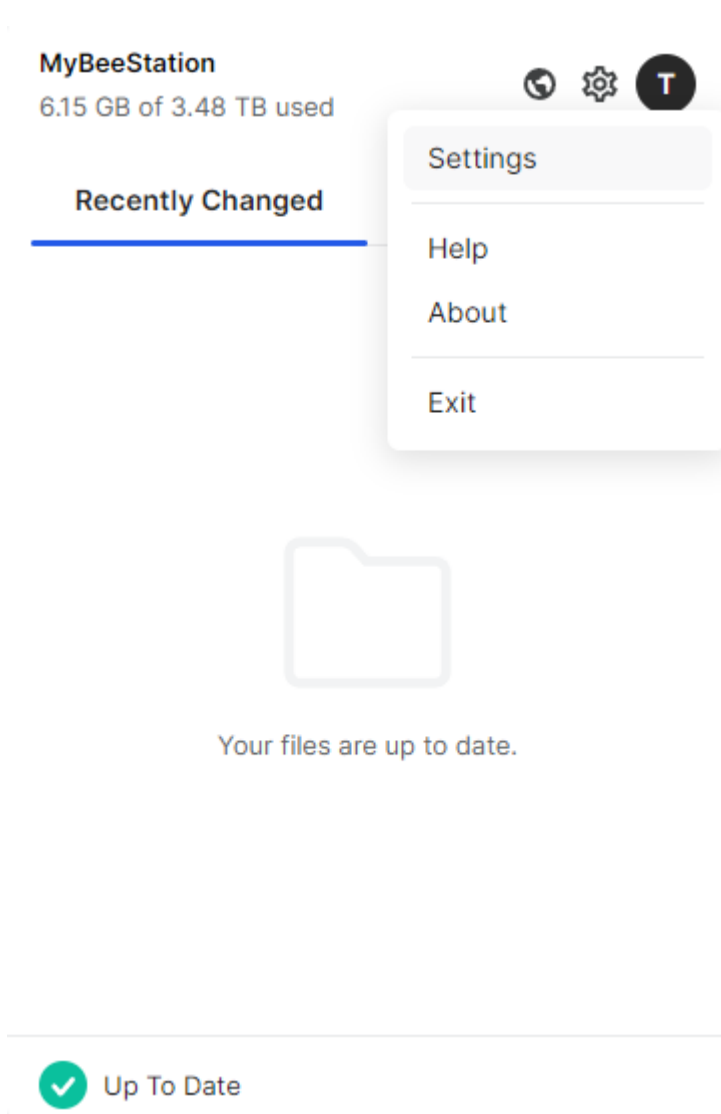 MyBeeStation
6.15 GB of 3.48 TB used
T
Settings
Recently Changed
Help
About
Exit
Your files are up to date.
Up To Date